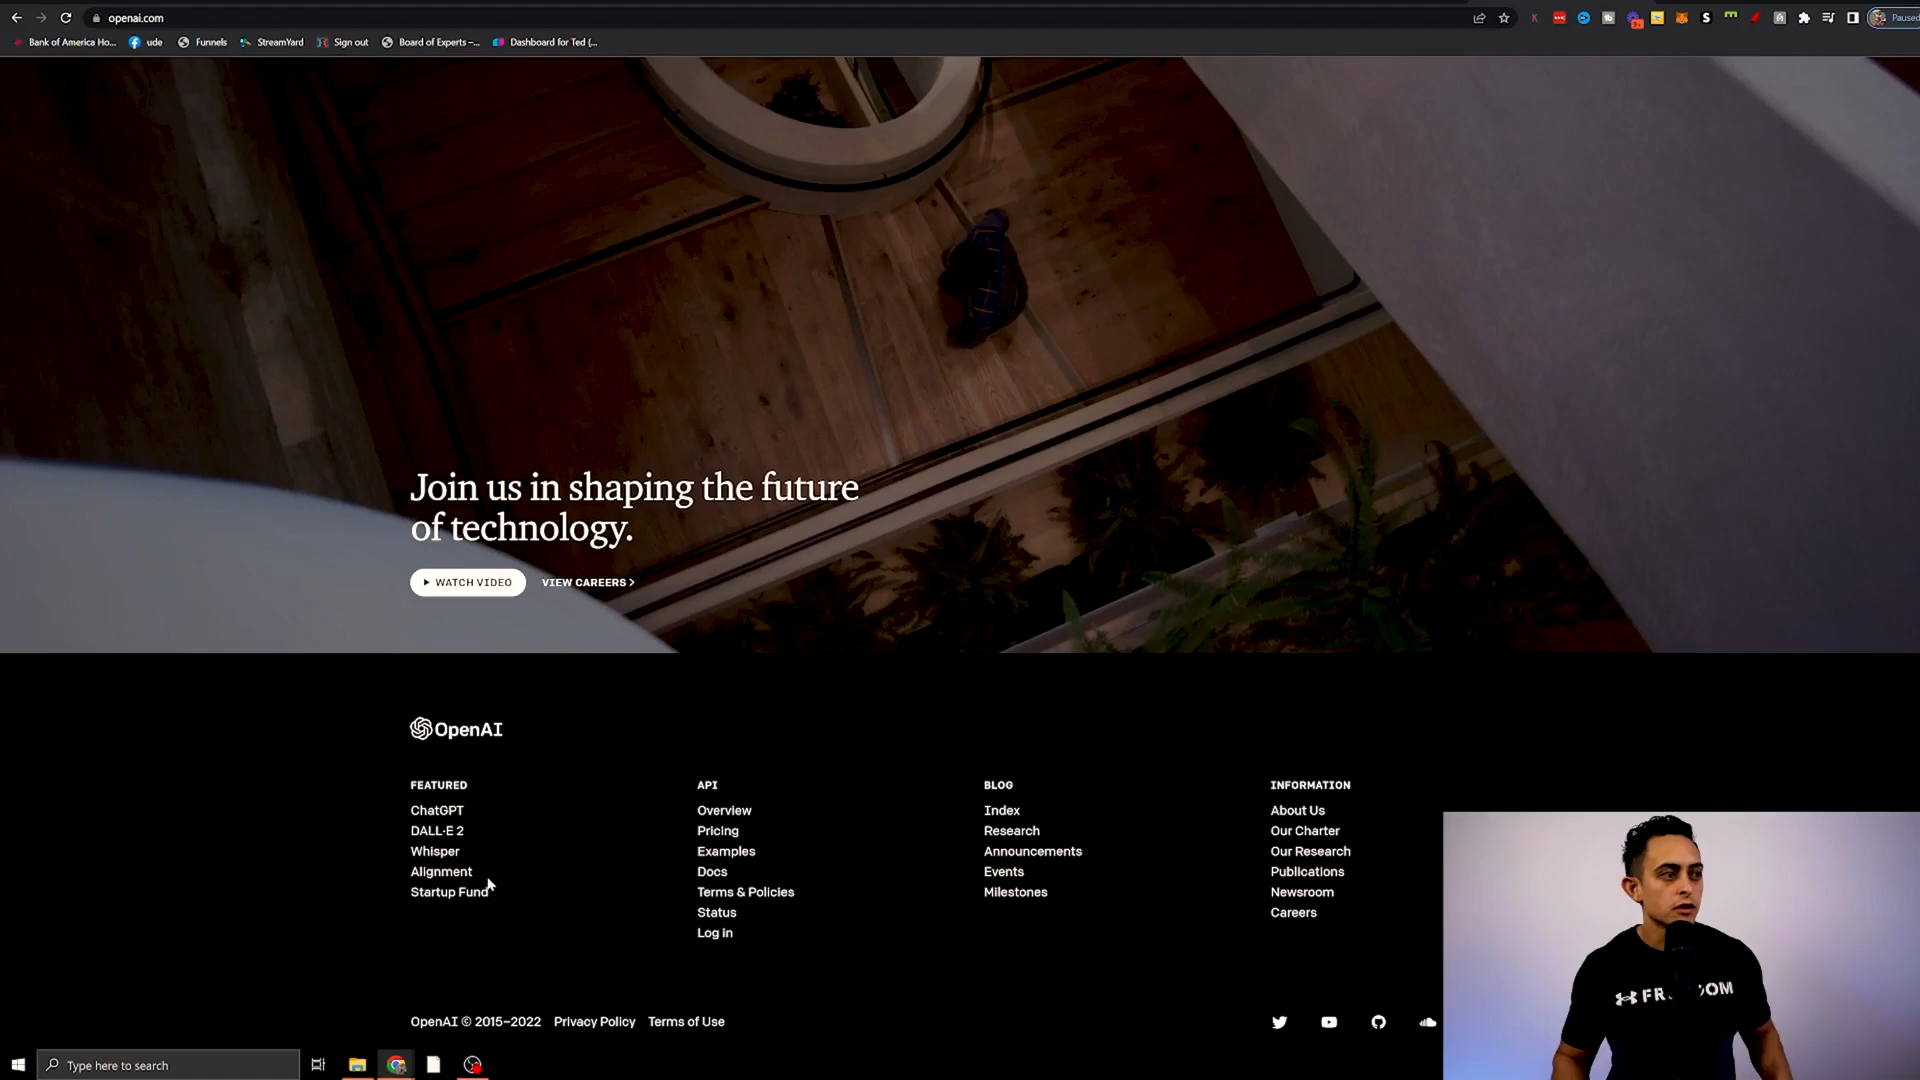 openai.com
Paused
Bank of America Ho...
ude
Funnels
StreamYard
Sign out
Board of Experts –...
Dashboard for Ted (...
Join us in shaping the future
of technology.
WATCH VIDEO
VIEW CAREERS >
OpenAI
FEATURED
ChatGPT
DALL·E 2
Whisper
Alignment
Startup Fund
API
Overview
Pricing
Examples
Docs
Terms & Policies
Status
Log in
BLOG
Index
Research
Announcements
Events
Milestones
INFORMATION
About Us
Our Charter
Our Research
Publications
Newsroom
Careers
OpenAI © 2015–2022 Privacy Policy Terms of Use
Type here to search